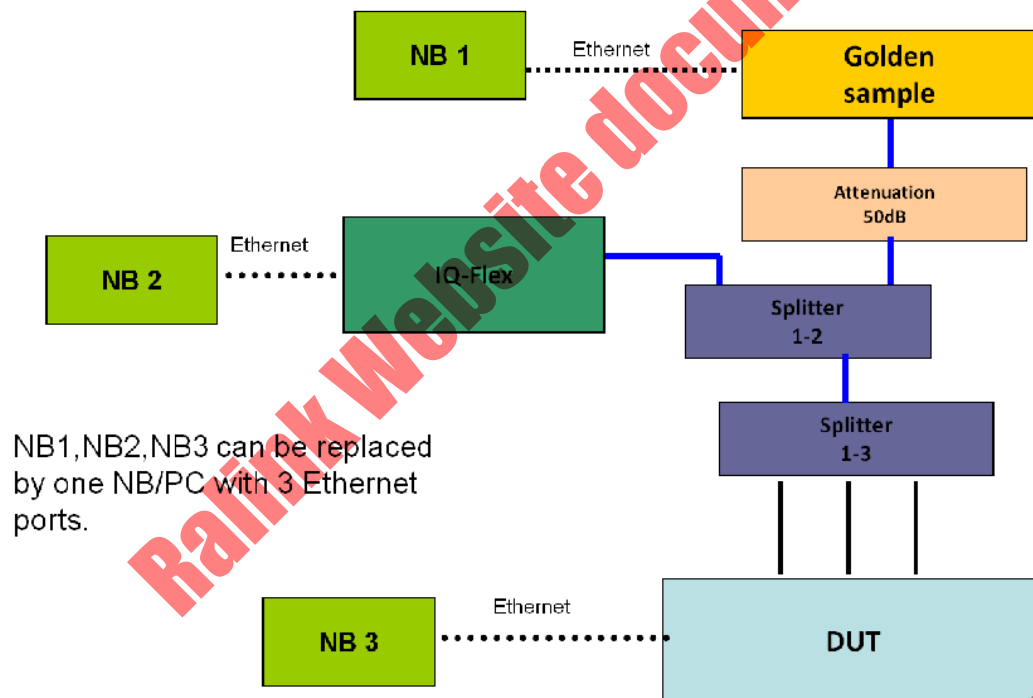 NB 1
Ethernet
Golden
sample
Attenuation
50dB
Ethernet
NB 2
IQ-Flex
Splitter
1-2
Splitter
1-3
NB1,NB2,NB3 can be replaced
by one NB/PC with 3 Ethernet
ports.
Ethernet
NB 3
DUT
Ralink Website